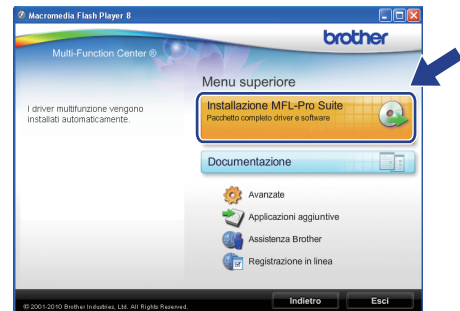 Macromedia Flash Player 8
brother
Multi-Function Center ®
Menu superiore
I driver multifunzione vengono
installati automaticamente.
Installazione MFL-Pro Suite
Pacchetto completo driver e software
Documentazione
Avanzate
Applicazioni aggiuntive
Assistenza Brother
Registrazione in linea
© 2001-2010 Brother Industries, Ltd. All Rights Reserved.
Indietro
Esci